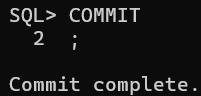 SQL> COMMIT
  2  ;
Commit complete.